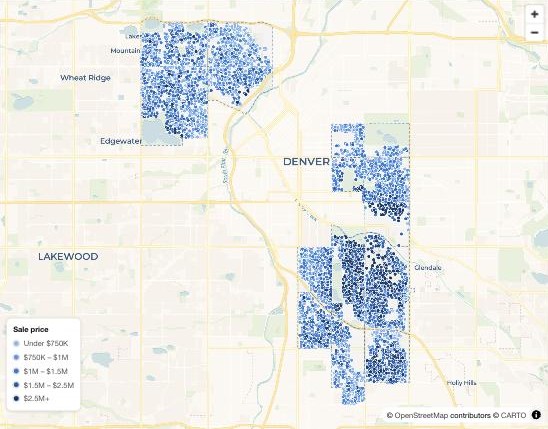 +
−
Lake
Mountain
Wheat Ridge
Edgewater
DENVER
LAKEWOOD
Glendale
Holly Hills
Sale price
Under $750K
$750K – $1M
$1M – $1.5M
$1.5M – $2.5M
$2.5M+
© OpenStreetMap contributors © CARTO